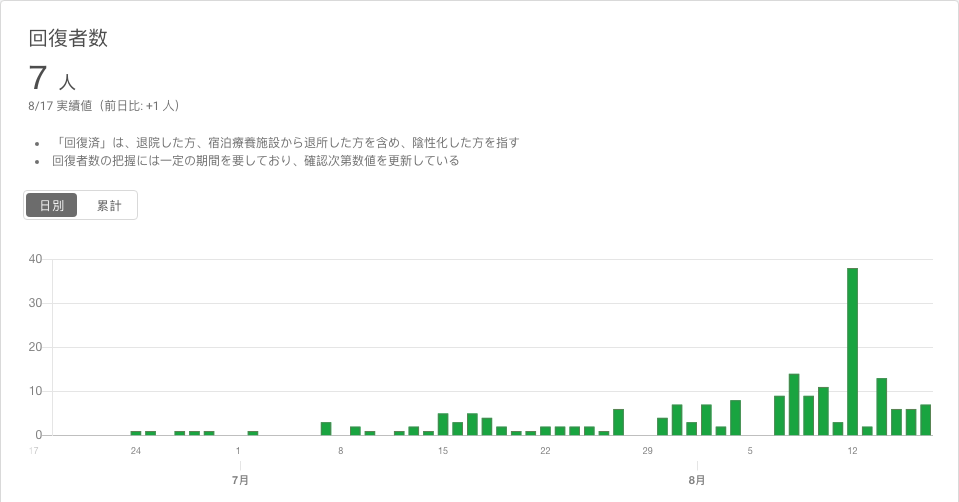 回復者数
7 人
8/17 実績値（前日比: +1 人）
• 「回復済」は、退院した方、宿泊療養施設から退所した方を含め、陰性化した方を指す
• 回復者数の把握には一定の期間を要しており、確認次第数値を更新している
日別 累計
40
30
20
10
0
17 24 1 8 15 22 29 5 12
7月 8月